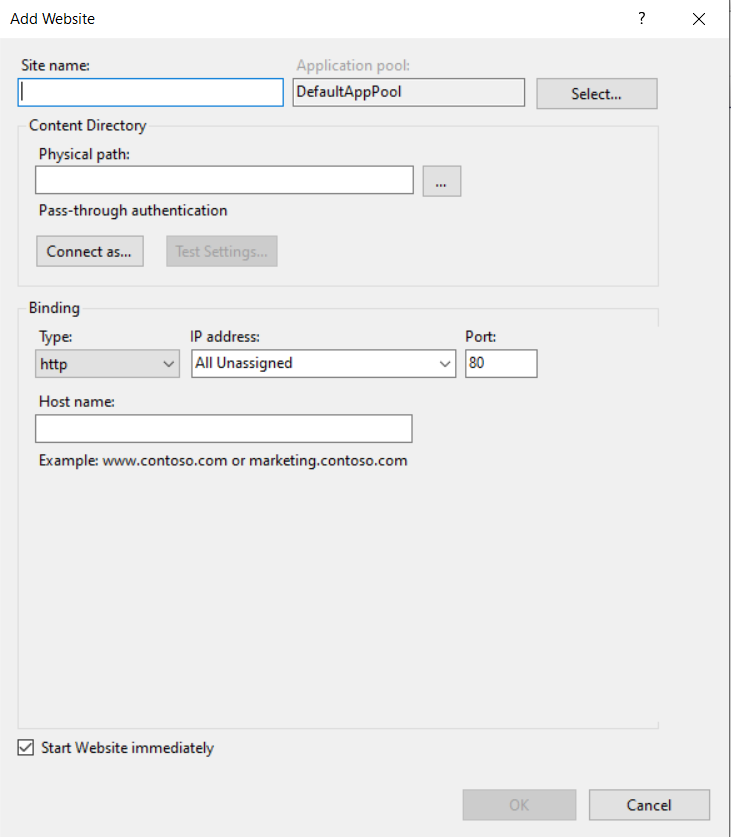 Add Website
?
Site name:
Application pool:
DefaultAppPool
Select...
Content Directory
Physical path:
...
Pass-through authentication
Connect as...
Test Settings...
Binding
Type:
IP address:
Port:
http
All Unassigned
80
Host name:
Example: www.contoso.com or marketing.contoso.com
Start Website immediately
OK
Cancel